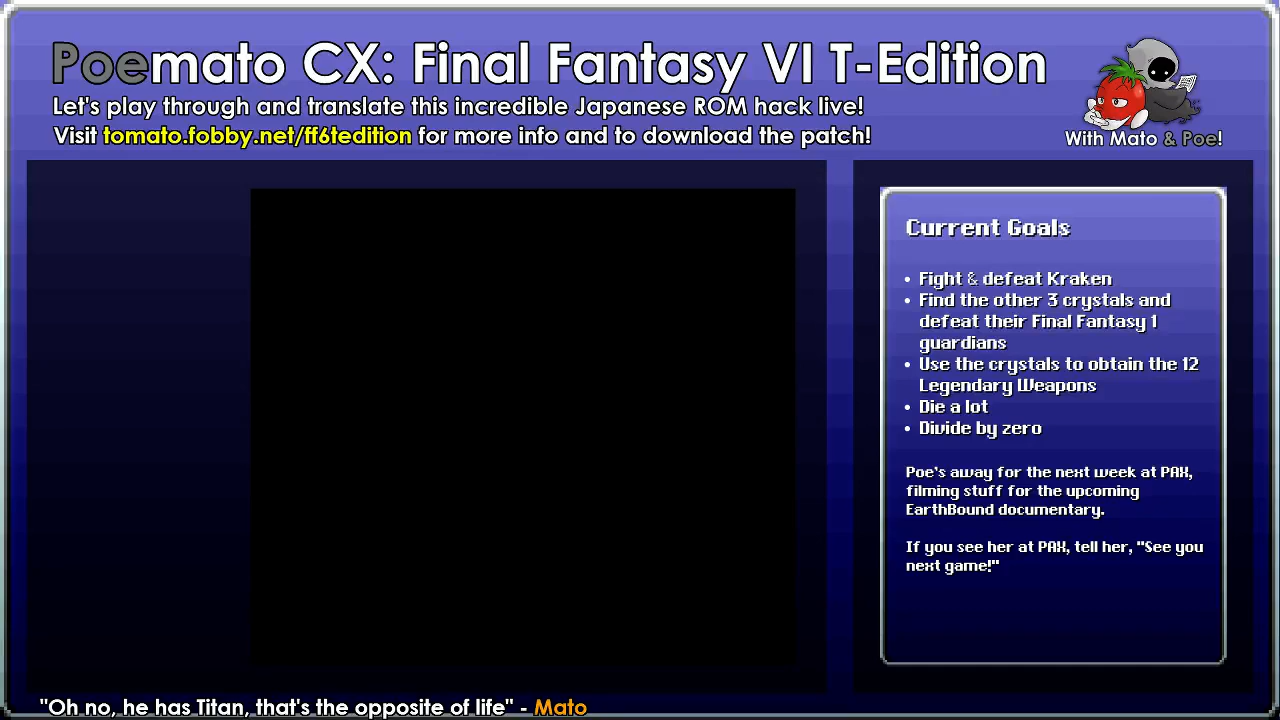 Poemato CX: Final Fantasy VI T-Edition
Let's play through and translate this incredible Japanese ROM hack live!
Visit tomato.fobby.net/ff6tedition for more info and to download the patch!
With Mato & Poe!
Current Goals
• Fight & defeat Kraken
• Find the other 3 crystals and
defeat their Final Fantasy 1
guardians
• Use the crystals to obtain the 12
Legendary Weapons
• Die a lot
• Divide by zero
Poe's away for the next week at PAX,
filming stuff for the upcoming
EarthBound documentary.
If you see her at PAX, tell her, "See you
next game!"
"Oh no, he has Titan, that's the opposite of life" - Mato